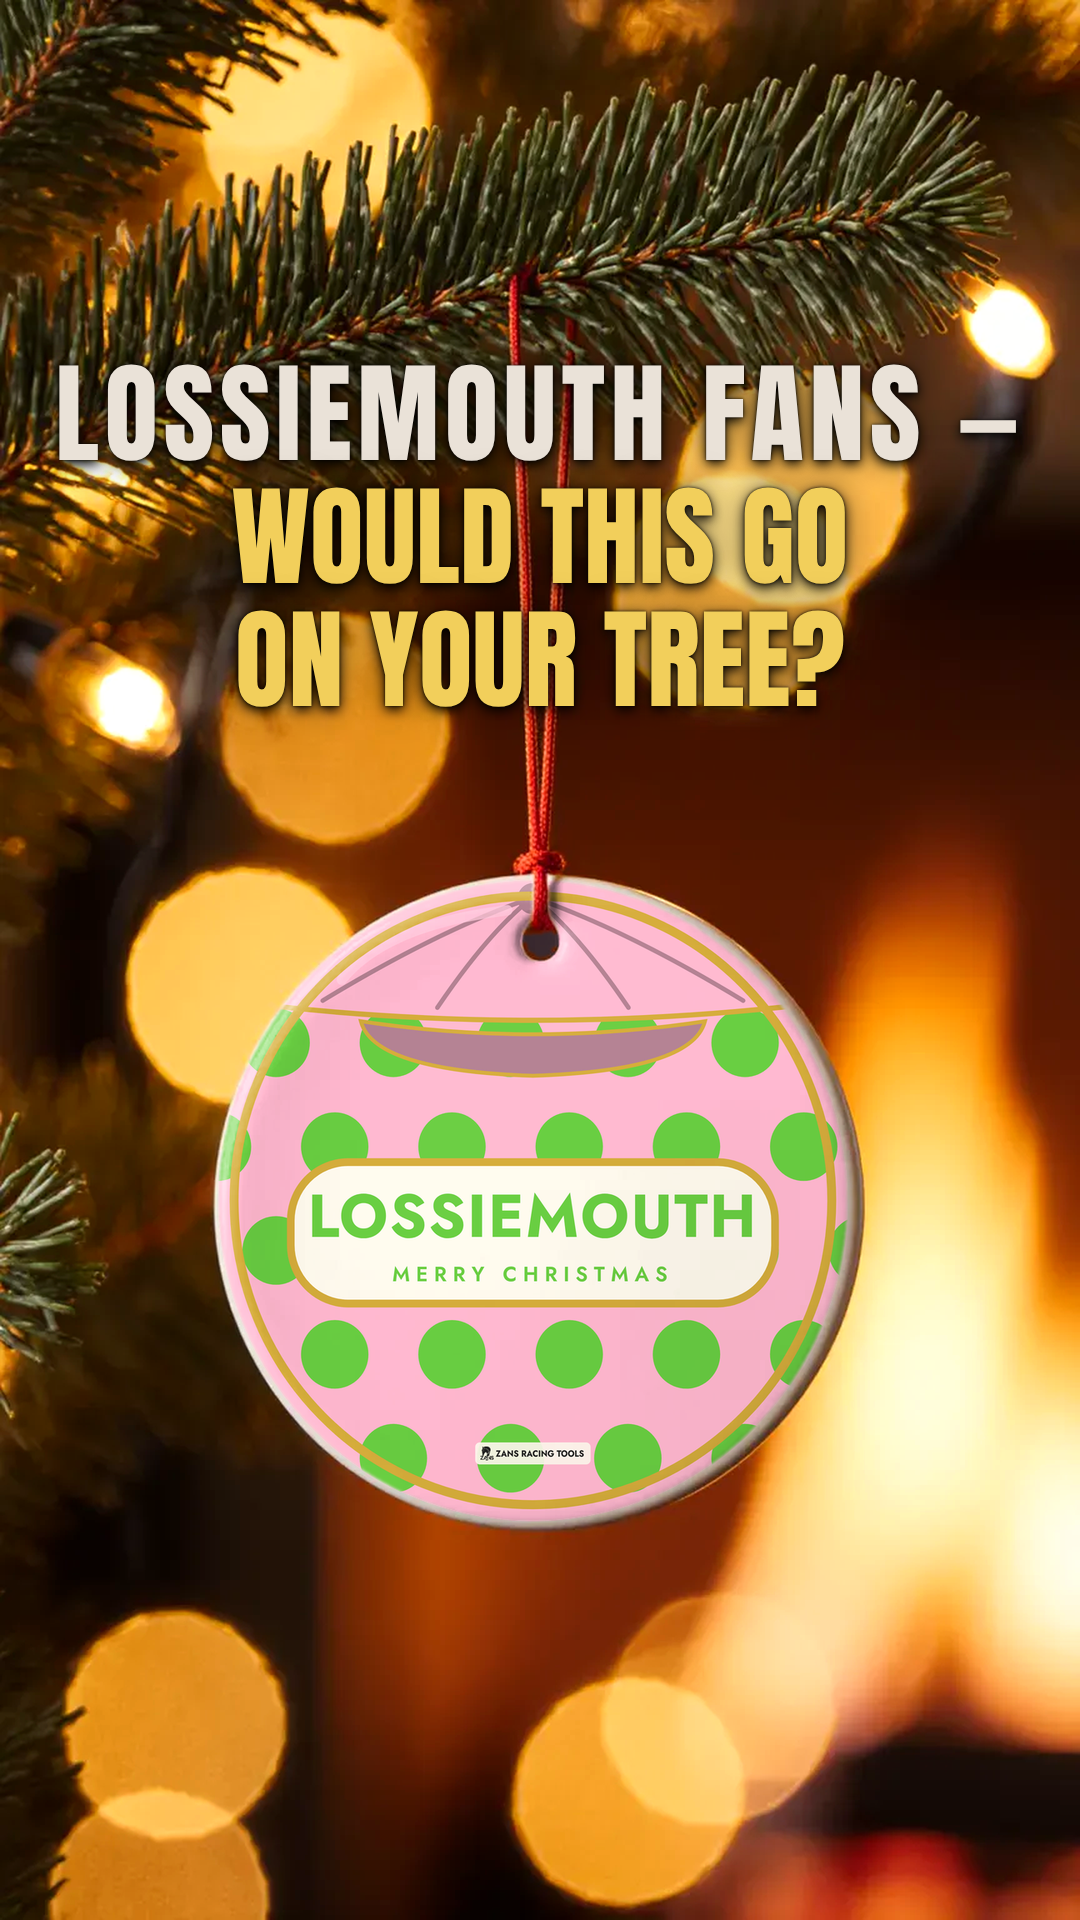 LOSSIEMOUTH FANS –
WOULD THIS GO
ON YOUR TREE?
LOSSIEMOUTH
MERRY CHRISTMAS
ZANS RACING TOOLS